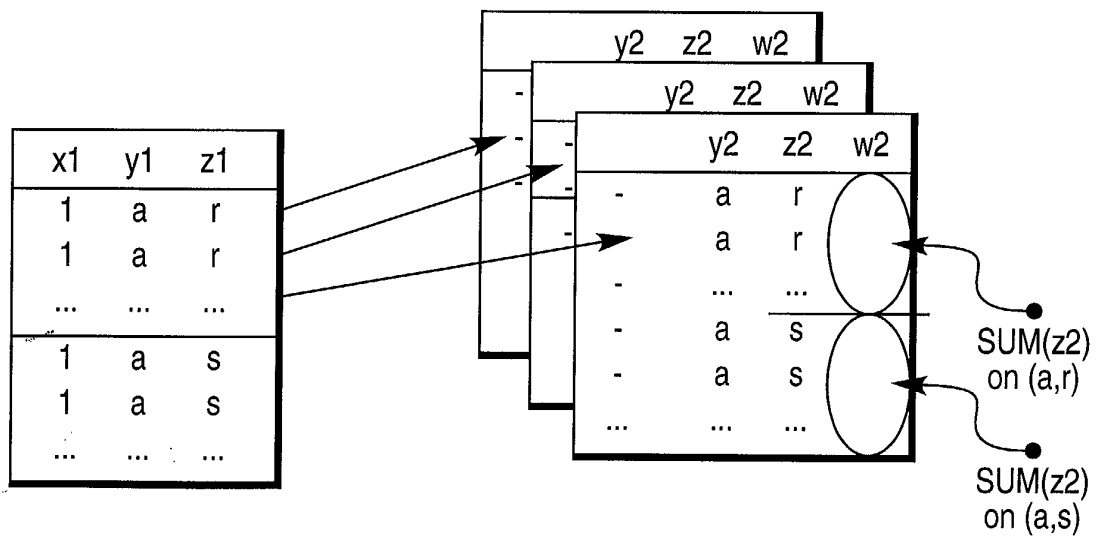 x1 y1 z1
1 a r
1 a r
... ... ...
1 a s
1 a s
... ... ...
y2 z2 w2
-
-
-
y2 z2 w2
-
-
-
y2 z2 w2
- a r
a r
- ... ...
- a s
- a s
... ... ...
SUM(z2)
on (a,r)
SUM(z2)
on (a,s)